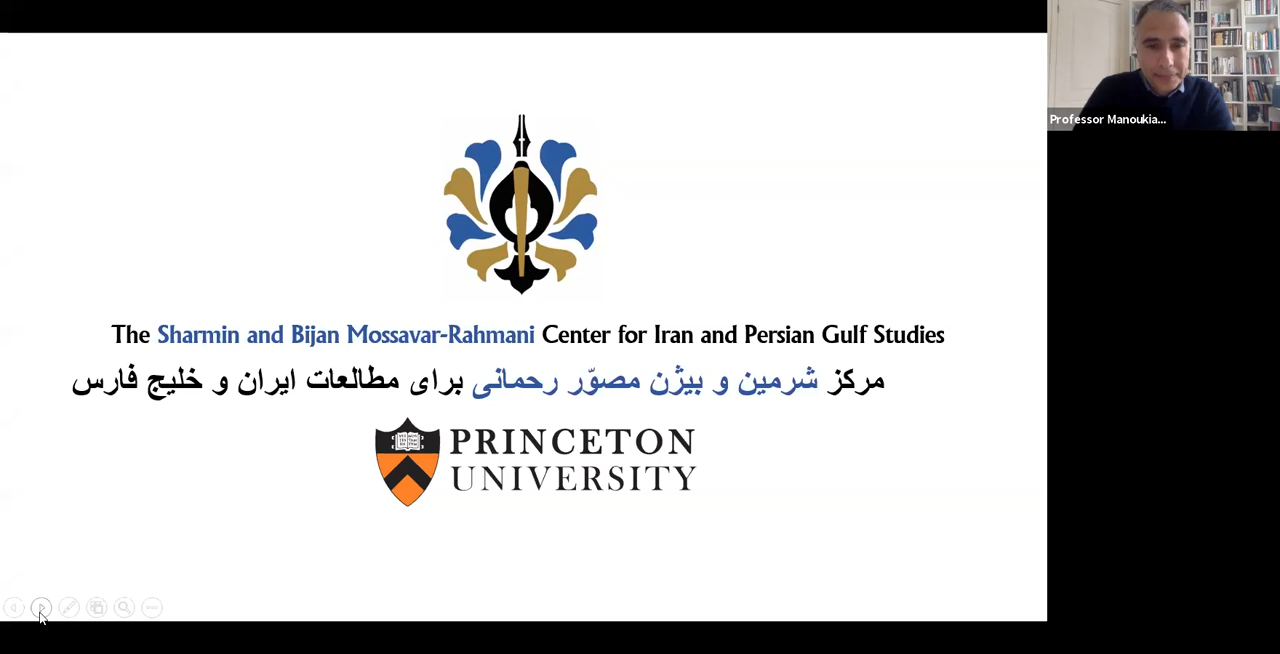 Professor Manoukia...
The Sharmin and Bijan Mossavar-Rahmani Center for Iran and Persian Gulf Studies
مرکز شرمین و بیژن مصوّر رحمانی برای مطالعات ایران و خلیج فارس
PRINCETON
UNIVERSITY